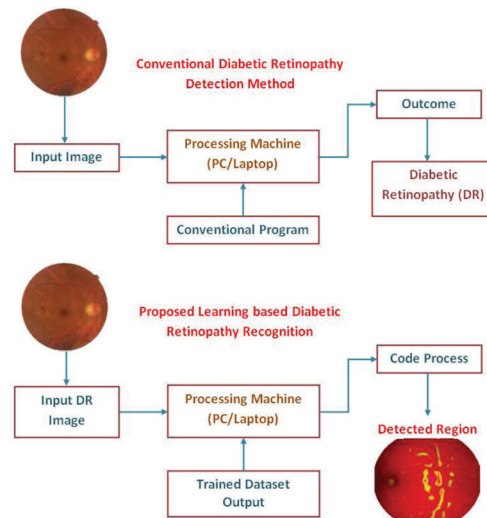 Conventional Diabetic Retinopathy
Detection Method
Input Image
Processing Machine
(PC/Laptop)
Outcome
Diabetic
Retinopathy (DR)
Conventional Program
Proposed Learning based Diabetic
Retinopathy Recognition
Input DR
Image
Processing Machine
(PC/Laptop)
Code Process
Detected Region
Trained Dataset
Output